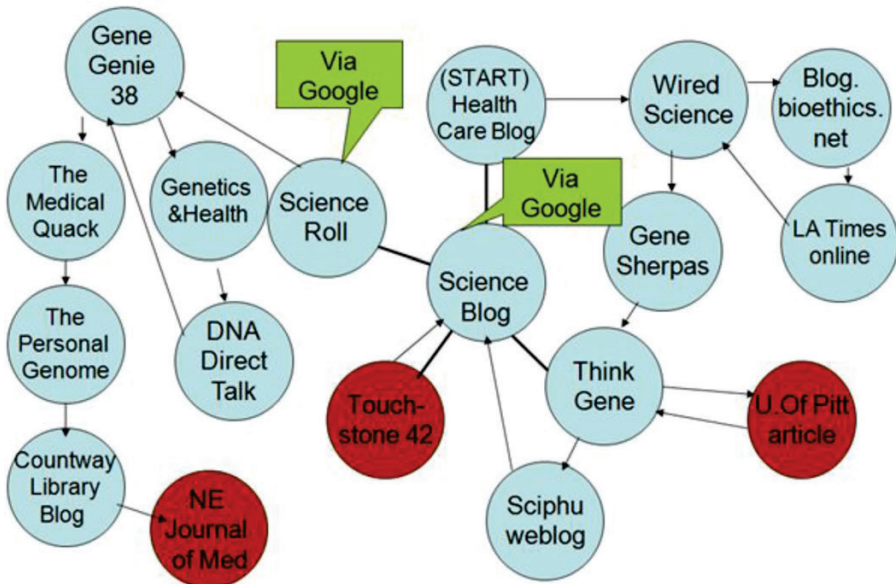 Gene
Genie
38
Via
Google
(START)
Health
Care Blog
Wired
Science
Blog.
bioethics.
net
The
Medical
Quack
Genetics
&Health
Science
Roll
Via
Google
Gene
Sherpas
LA Times
online
Science
Blog
The
Personal
Genome
DNA
Direct
Talk
Touch-
stone 42
Think
Gene
U.Of Pitt
article
Countway
Library
Blog
NE
Journal
of Med
Sciphu
weblog